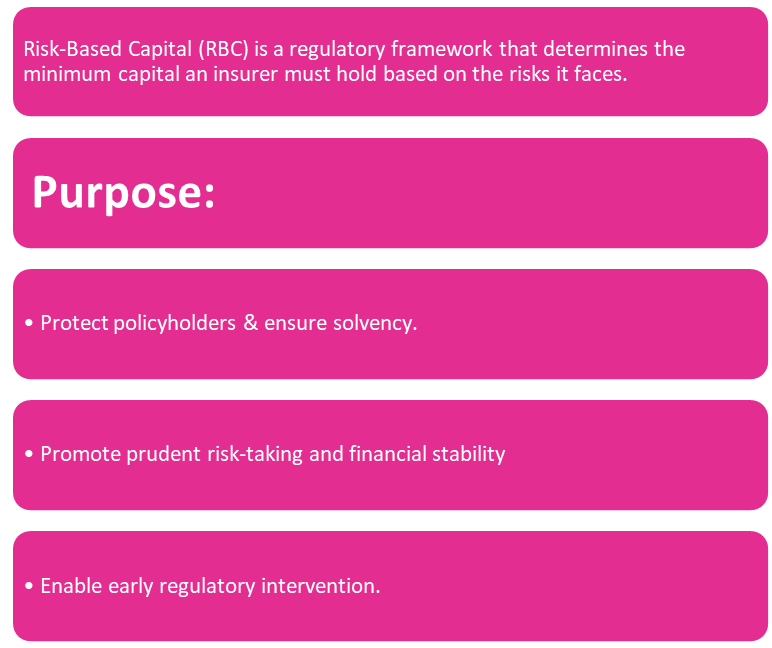 Risk-Based Capital (RBC) is a regulatory framework that determines the
minimum capital an insurer must hold based on the risks it faces.
Purpose:
• Protect policyholders & ensure solvency.
• Promote prudent risk-taking and financial stability
• Enable early regulatory intervention.